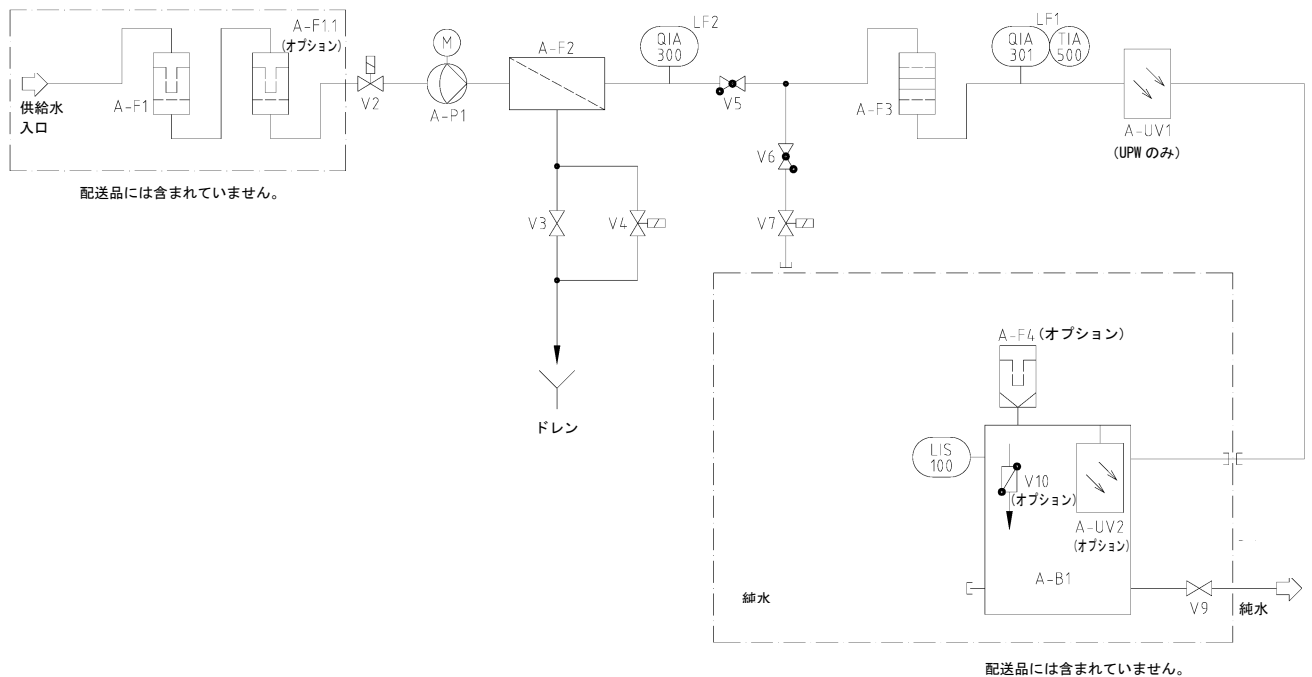 A-F1.1
(オプション)
A-F1
供給水
入口
配送品には含まれていません。
V2
M
A-P1
A-F2
V3
V4
ドレン
LF2
QIA
300
V5
V6
V7
A-F3
LF1
QIA
301
TIA
500
A-UV1
(UPW のみ)
A-F4 (オプション)
LIS
100
V10
(オプション)
A-UV2
(オプション)
A-B1
純水
V9
純水
配送品には含まれていません。